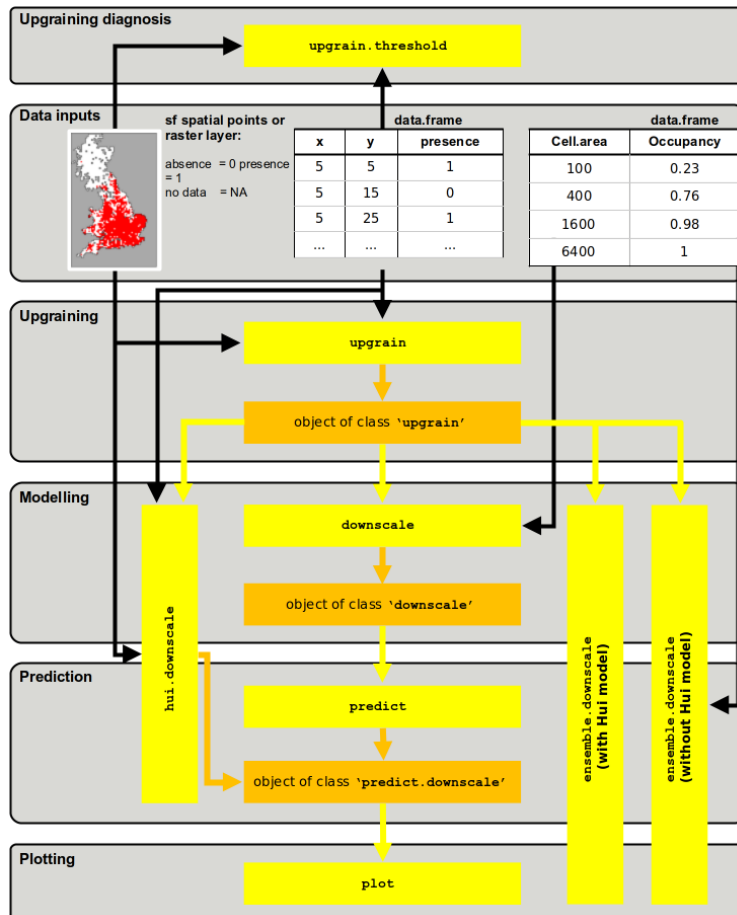 Upgraining diagnosis
upgrain.threshold
Data inputs
sf spatial points or
raster layer:
absence = 0 presence
= 1
no data = NA
data.frame
x y presence
5 5 1
5 15 0
5 25 1
... ... ...
data.frame
Cell.area Occupancy
100 0.23
400 0.76
1600 0.98
6400 1
Upgraining
upgrain
object of class ‘upgrain’
Modelling
downscale
object of class ‘downscale’
hui.downscale
ensemble.downscale
(with Hui model)
ensemble.downscale
(without Hui model)
Prediction
predict
object of class ‘predict.downscale’
Plotting
plot